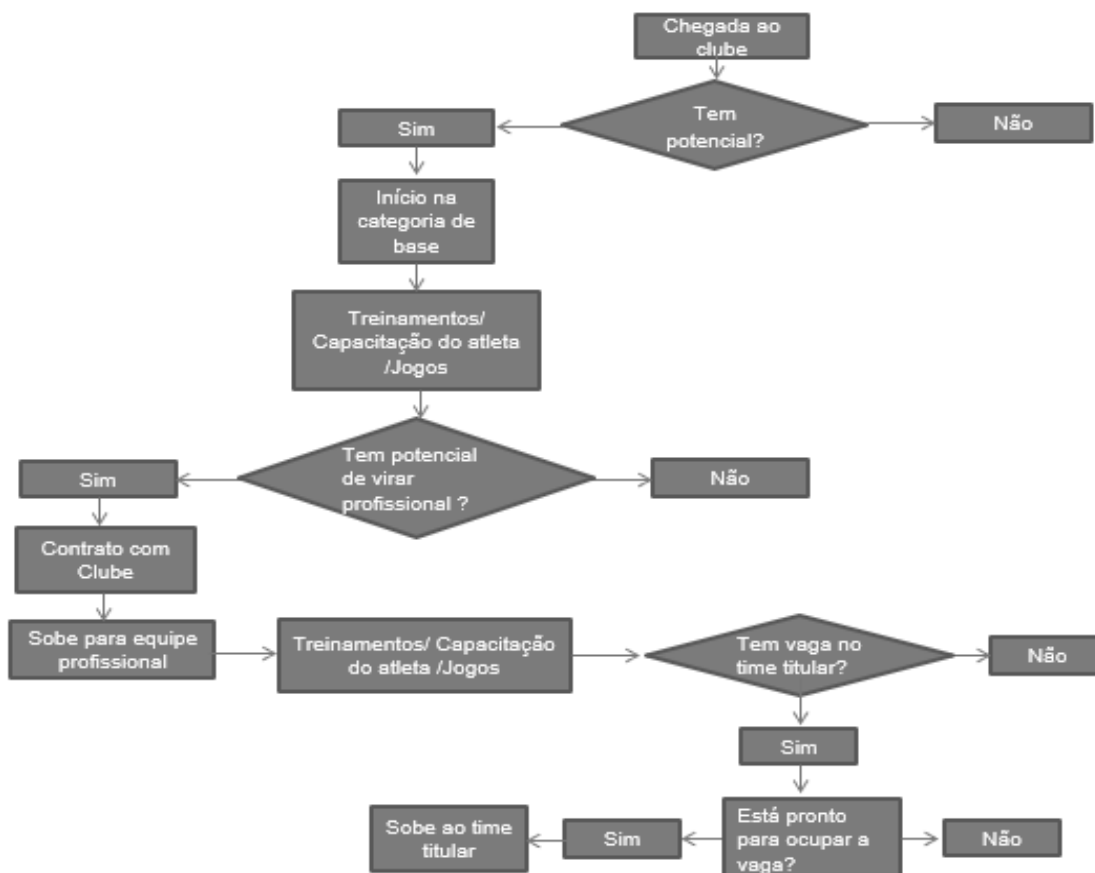 Chegada ao
clube
Tem
potencial?
Sim
Não
Início na
categoria de
base
Treinamentos/
Capacitação do atleta
/Jogos
Tem potencial
de virar
profissional ?
Sim
Não
Contrato com
Clube
Sobe para equipe
profissional
Treinamentos/ Capacitação
do atleta /Jogos
Tem vaga no
time titular?
Não
Sim
Está pronto
para ocupar a
vaga?
Não
Sim
Sobe ao time
titular